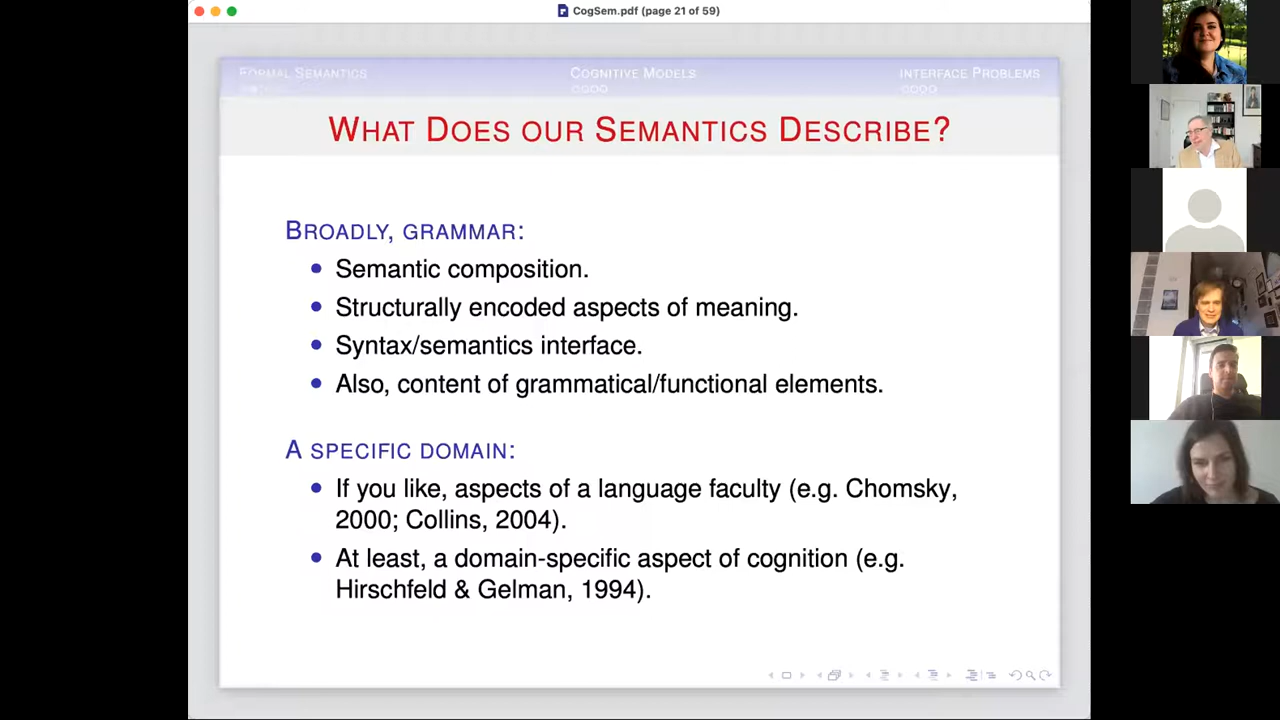 CogSem.pdf (page 21 of 59)
FORMAL SEMANTICS COGNITIVE MODELS INTERFACE PROBLEMS
WHAT DOES OUR SEMANTICS DESCRIBE?
BROADLY, GRAMMAR:
• Semantic composition.
• Structurally encoded aspects of meaning.
• Syntax/semantics interface.
• Also, content of grammatical/functional elements.
A SPECIFIC DOMAIN:
• If you like, aspects of a language faculty (e.g. Chomsky,
2000; Collins, 2004).
• At least, a domain-specific aspect of cognition (e.g.
Hirschfeld & Gelman, 1994).